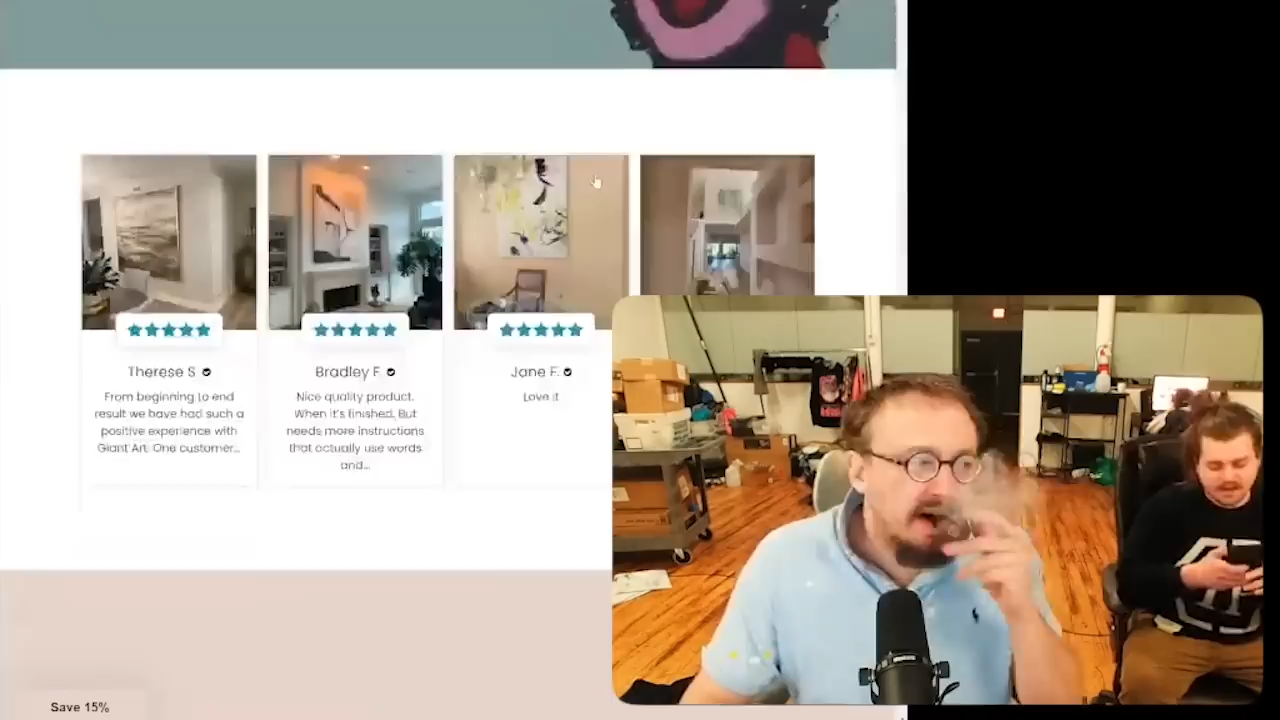 Therese S.
From beginning to end
result we have had such a
positive experience with
Giant Art. One customer...
Bradley F.
Nice quality product.
When it's finished. But
needs more instructions
that actually use words
and...
Jane F.
Love it
Save 15%